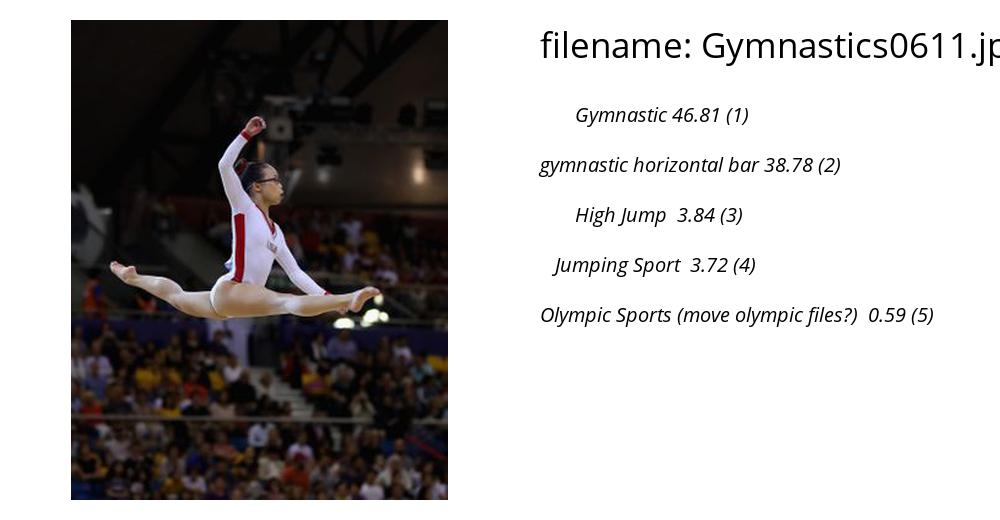 filename: Gymnastics0611.jp
Gymnastic 46.81 (1)
gymnastic horizontal bar 38.78 (2)
High Jump 3.84 (3)
Jumping Sport 3.72 (4)
Olympic Sports (move olympic files?) 0.59 (5)